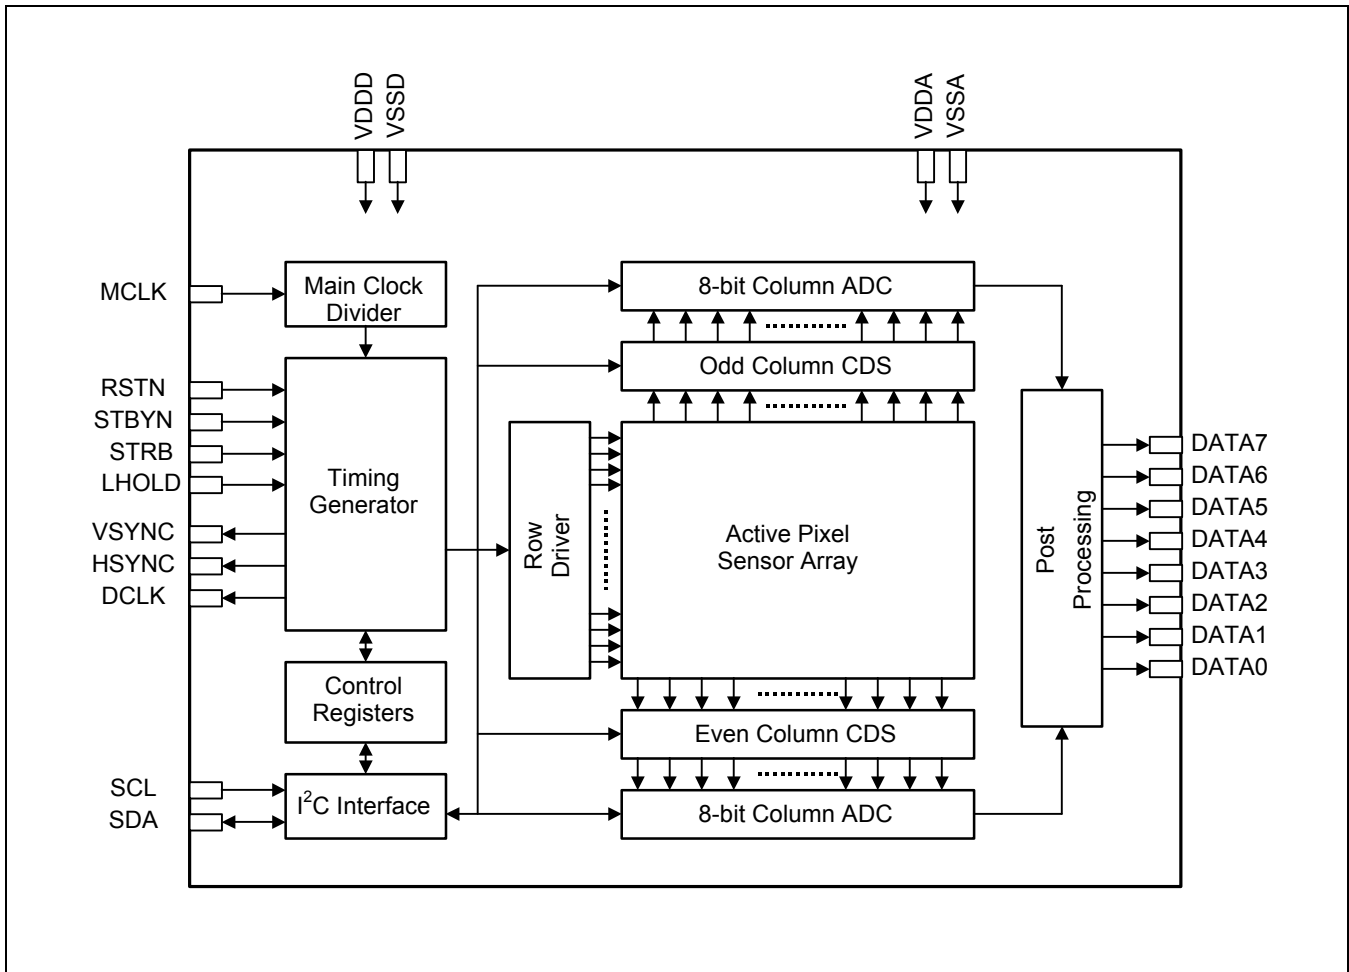 VDDD
VSSD
VDDA
VSSA
MCLK
Main Clock
Divider
8-bit Column ADC
Odd Column CDS
RSTN
STBYN
STRB
LHOLD
VSYNC
HSYNC
DCLK
Timing
Generator
Row
Driver
Active Pixel
Sensor Array
Post
Processing
DATA7
DATA6
DATA5
DATA4
DATA3
DATA2
DATA1
DATA0
Control
Registers
Even Column CDS
SCL
SDA
I²C Interface
8-bit Column ADC